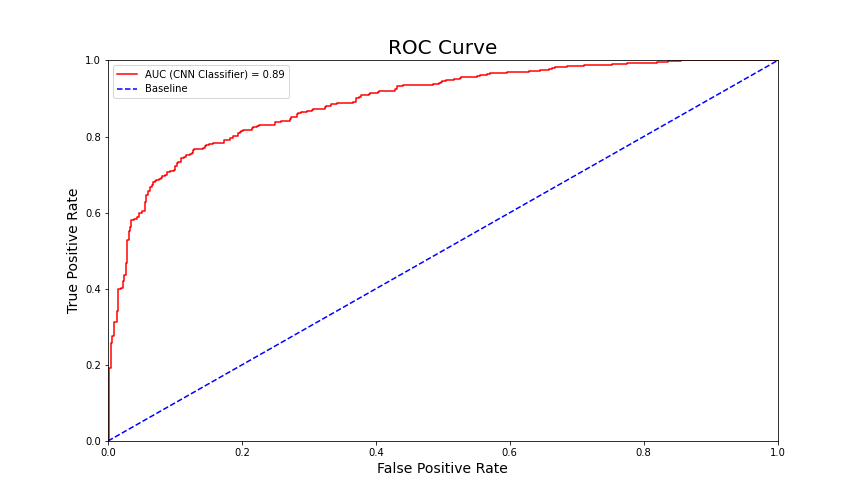 ROC Curve
AUC (CNN Classifier) = 0.89
Baseline
True Positive Rate
1.0
0.8
0.6
0.4
0.2
0.0
0.0 0.2 0.4 0.6 0.8 1.0
False Positive Rate